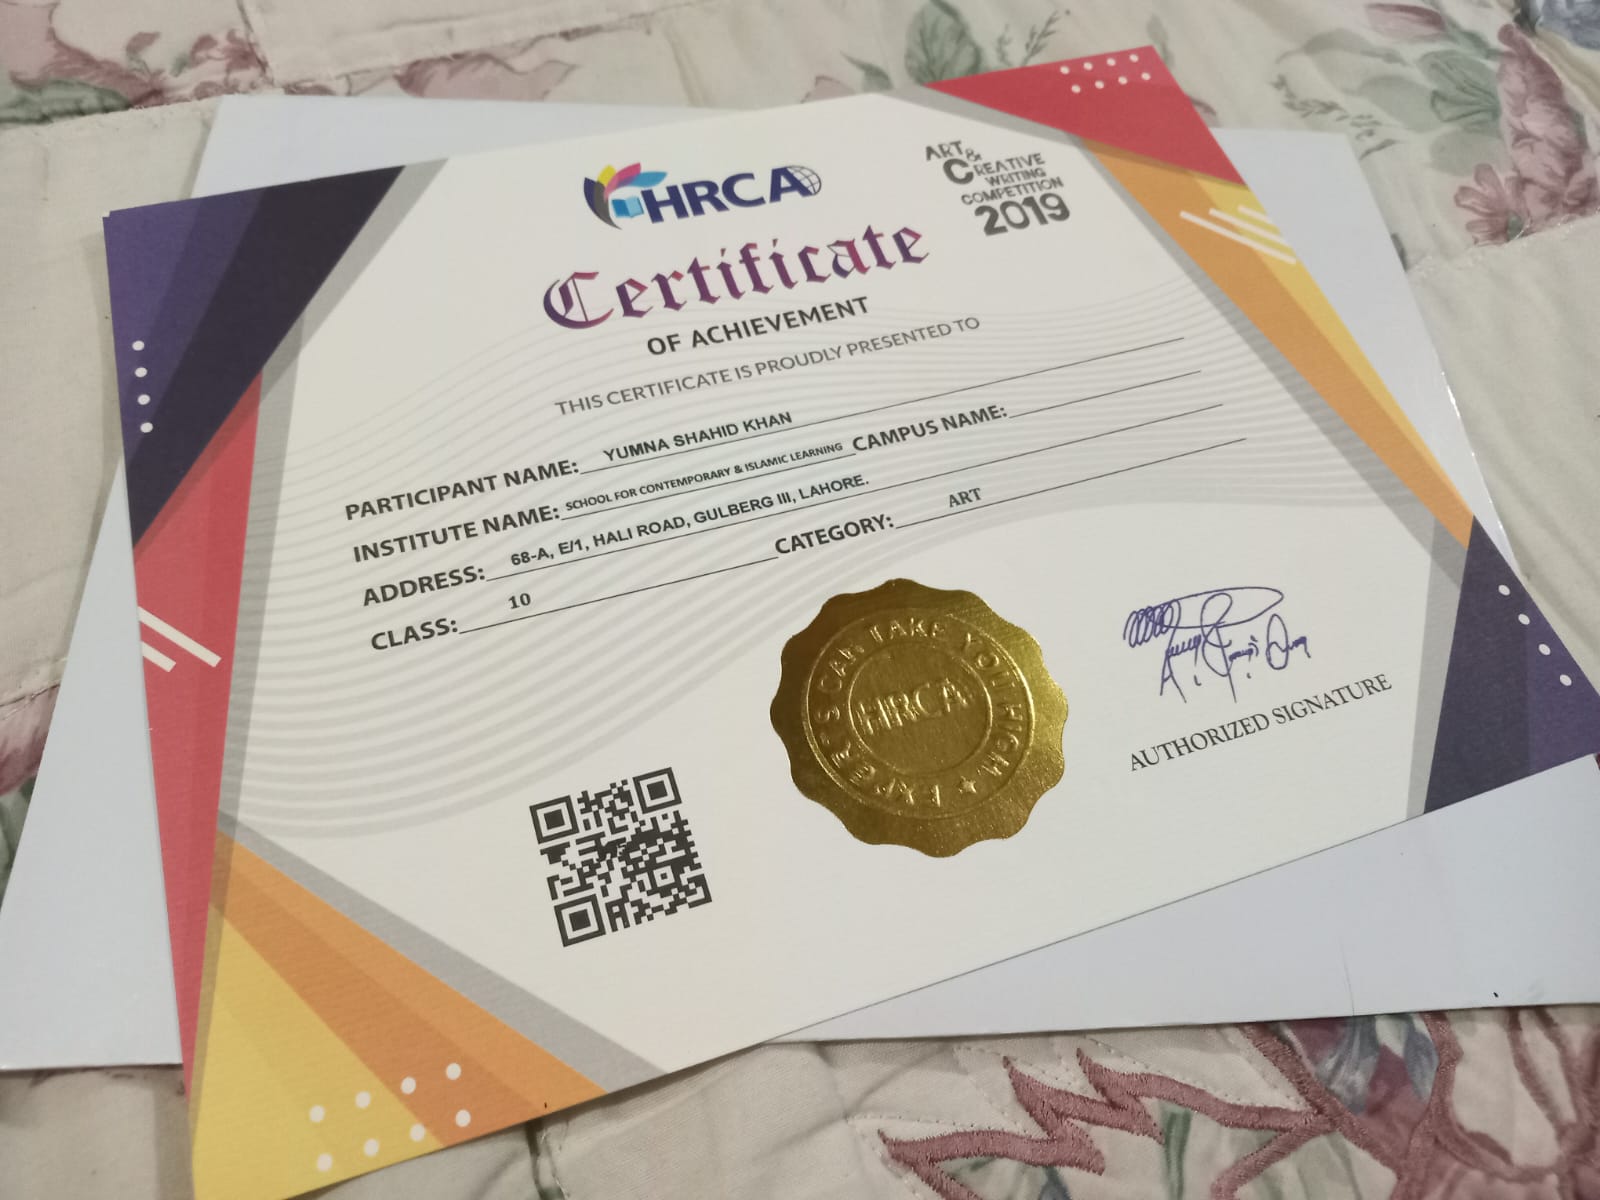 HRCA
ART & CREATIVE
WRITING
COMPETITION
2019
Certificate
OF ACHIEVEMENT
THIS CERTIFICATE IS PROUDLY PRESENTED TO
PARTICIPANT NAME: YUMNA SHAHID KHAN
INSTITUTE NAME: SCHOOL FOR CONTEMPORARY & ISLAMIC LEARNING CAMPUS NAME:
ADDRESS: 68-A, E/1, HALI ROAD, GULBERG III, LAHORE.
CLASS: 10 CATEGORY: ART
EXPERTS CAN TAKE YOU HIGH
HRCA
AUTHORIZED SIGNATURE